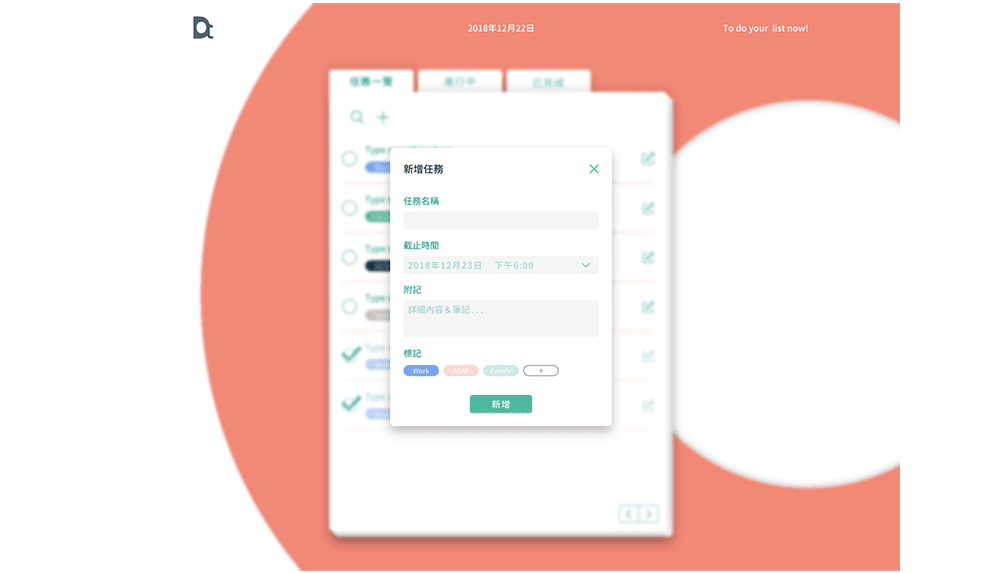 2018年12月22日
To do your list now!
任務一覽
進行中
已完成
新增任務
任務名稱
截止時間
2018年12月23日 下午6:00
附記
詳細內容&筆記...
標記
Work ASAP Family +
新增